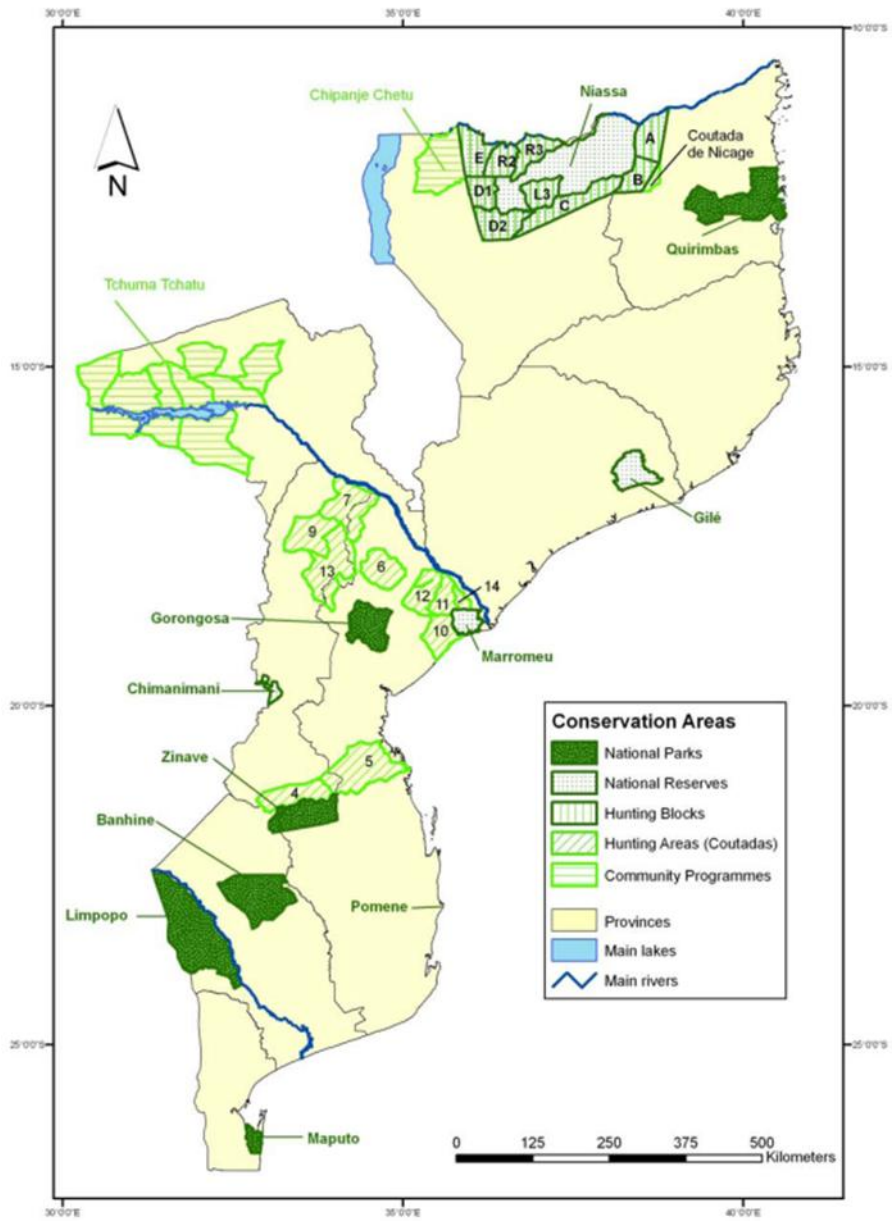 30°0'0"E
35°0'0"E
40°0'0"E
10°0'0"S
Chipanje Chetu
Niassa
A
Coutada
de Nicage
E
R2
R3
D1
L3
B
C
D2
Quirimbas
N
Tchuma Tchatu
15°0'0"S
15°0'0"S
7
Gilé
9
13
6
12
11
14
Gorongosa
10
Marromeu
Chimanimani
20°0'0"S
20°0'0"S
Zinave
5
4
Banhine
Limpopo
Pomene
Conservation Areas
National Parks
National Reserves
Hunting Blocks
Hunting Areas (Coutadas)
Community Programmes
Provinces
Main lakes
Main rivers
25°0'0"S
25°0'0"S
Maputo
0 125 250 375 500
Kilometers
30°0'0"E
35°0'0"E
40°0'0"E